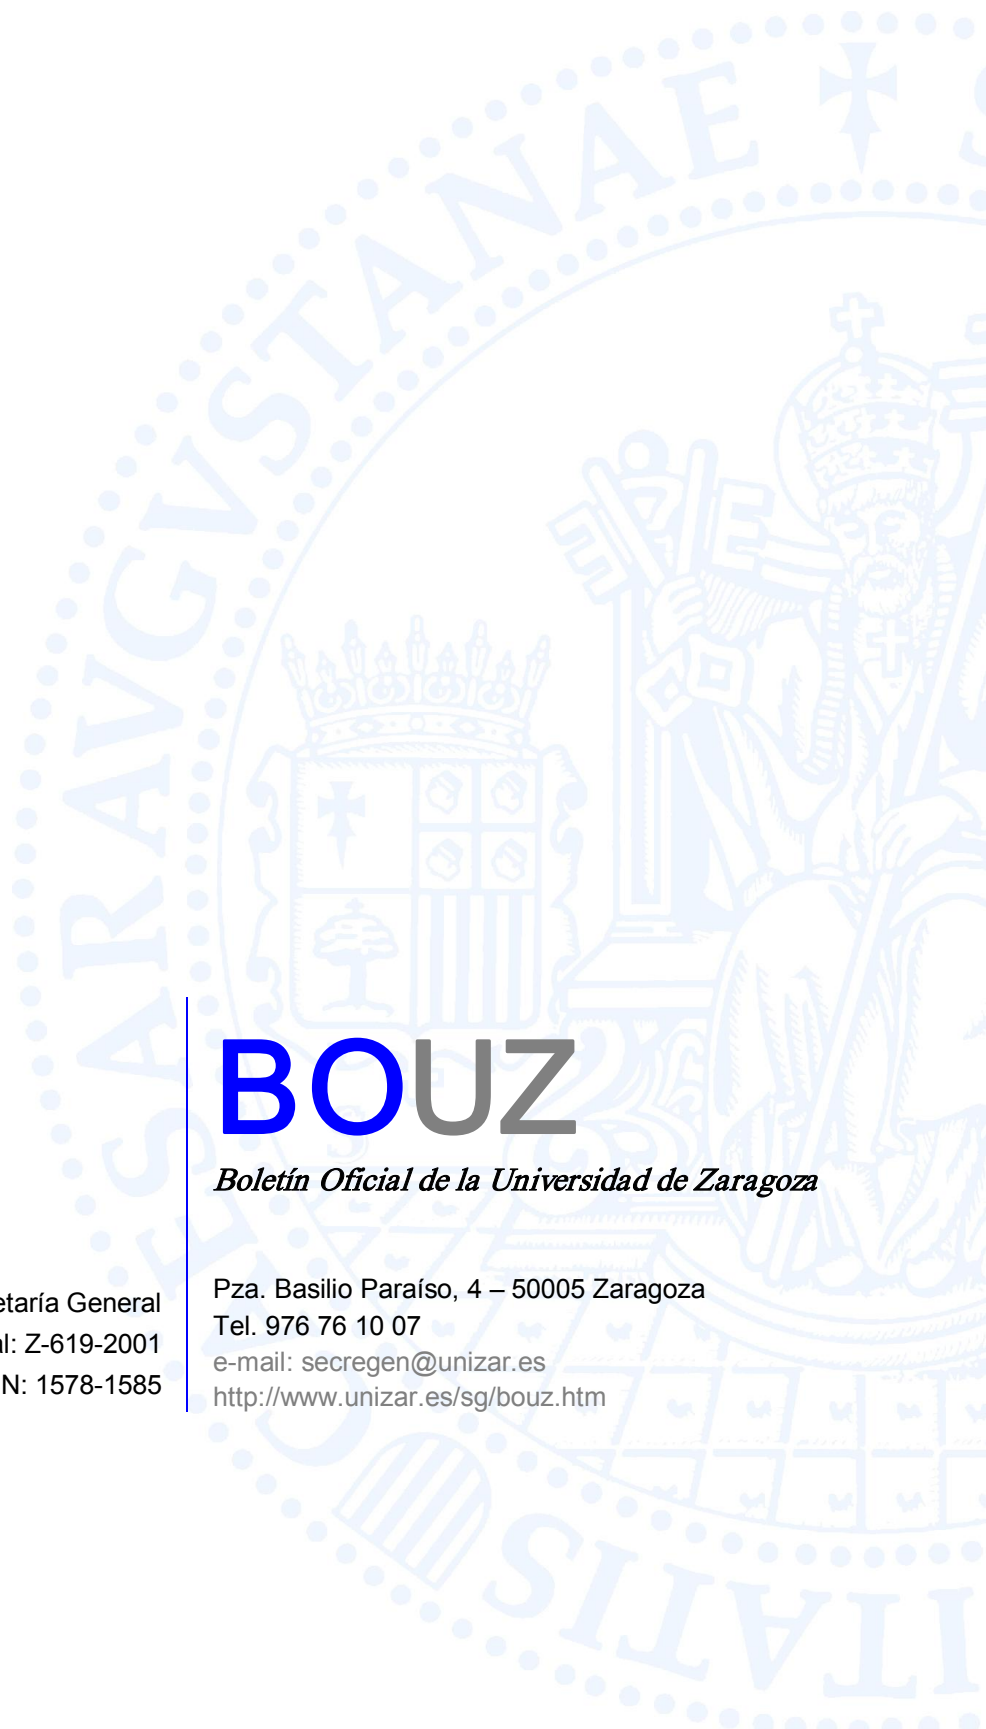 BOUZ
Boletín Oficial de la Universidad de Zaragoza
General
Z-619-2001
1578-1585
Pza. Basilio Paraíso, 4 – 50005 Zaragoza
Tel. 976 76 10 07
e-mail: secregen@unizar.es
http://www.unizar.es/sg/bouz.htm
CAESARAVGVSTANAE